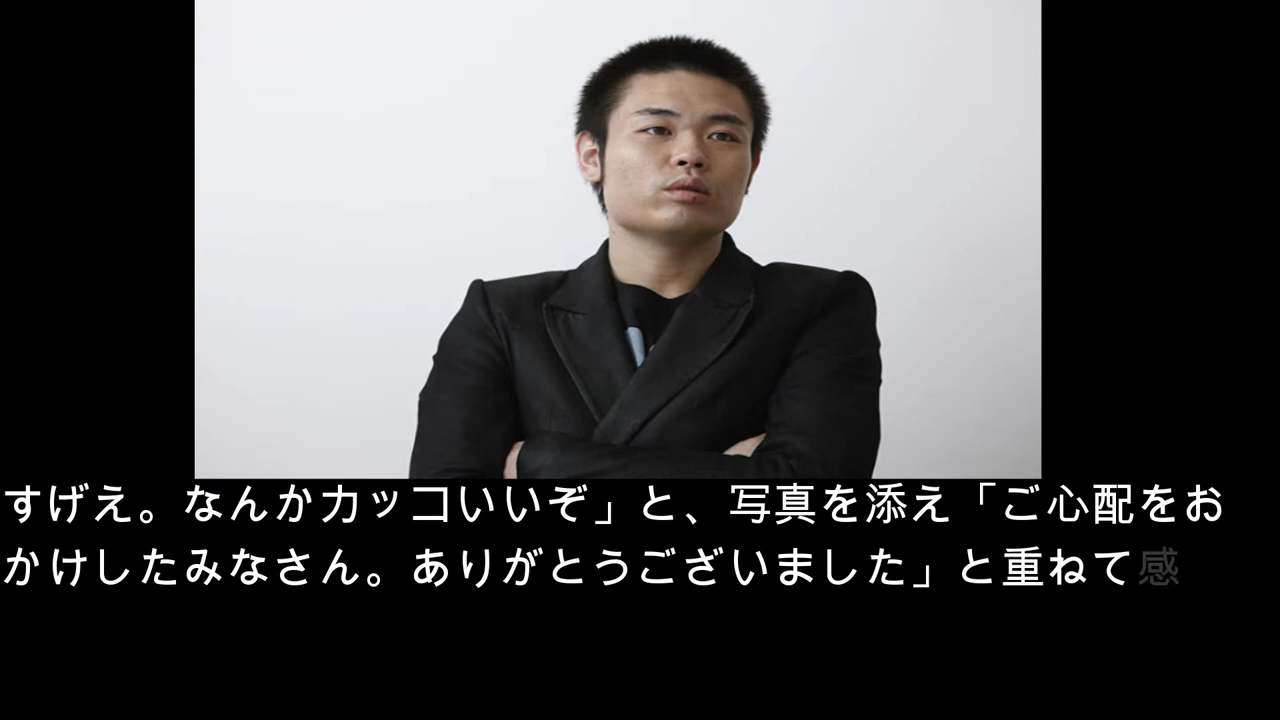 すげえ。なんかカッコいいぞ」と、写真を添え「ご心配をお
かけしたみなさん。ありがとうございました」と重ねて感